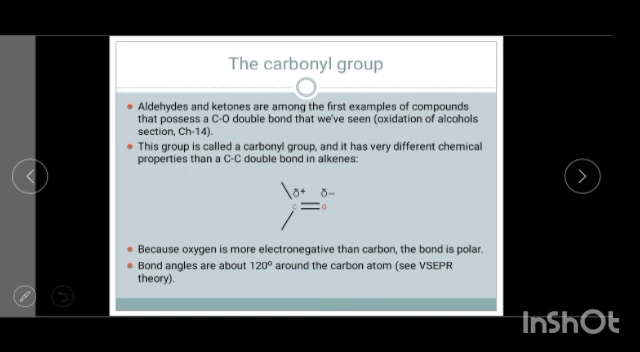 The carbonyl group
Aldehydes and ketones are among the first examples of compounds
that possess a C-O double bond that we've seen (oxidation of alcohols
section, Ch-14).
This group is called a carbonyl group, and it has very different chemical
properties than a C-C double bond in alkenes:
δ+ δ−
C O
Because oxygen is more electronegative than carbon, the bond is polar.
Bond angles are about 120º around the carbon atom (see VSEPR
theory).
InShOt